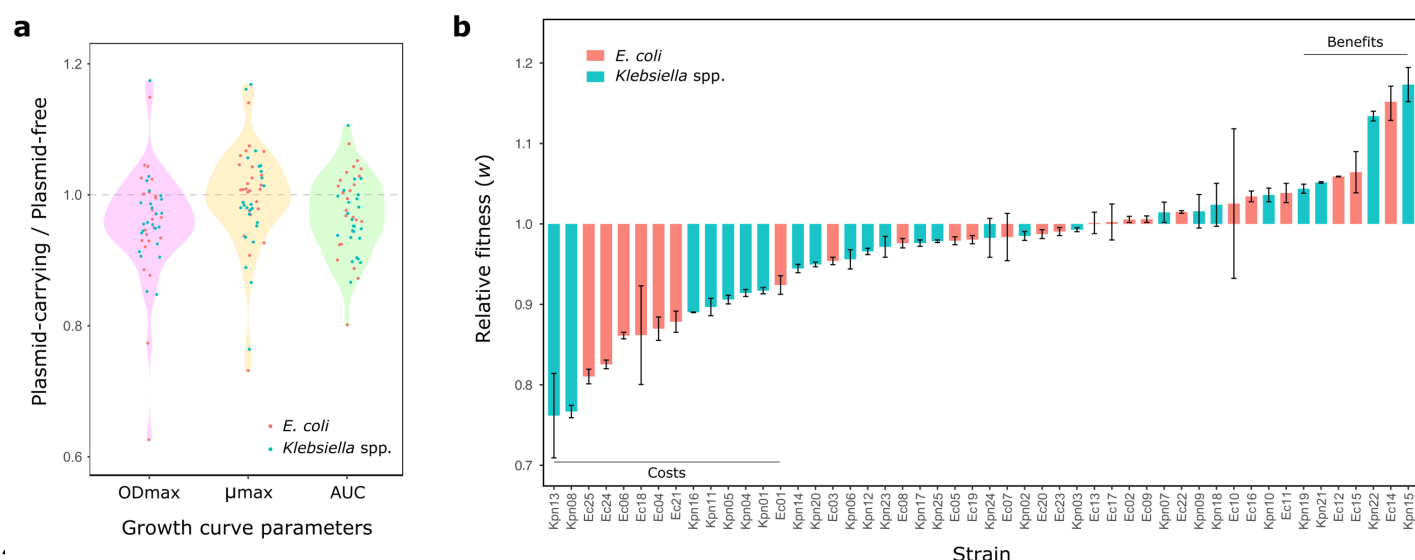 a
Plasmid-carrying / Plasmid-free
1.2
1.0
0.8
0.6
E. coli
Klebsiella spp.
ODmax μmax AUC
Growth curve parameters
b
Relative fitness (w)
1.2
1.1
1.0
0.9
0.8
0.7
E. coli
Klebsiella spp.
Benefits
Costs
Kpn13 Kpn08 Ec25 Ec24 Ec06 Ec18 Ec04 Ec21 Kpn16 Kpn11 Kpn05 Kpn04 Kpn01 Ec01 Kpn14 Kpn20 Ec03 Kpn06 Kpn12 Kpn23 Ec08 Kpn17 Kpn25 Ec05 Ec19 Kpn24 Ec07 Kpn02 Ec20 Ec23 Kpn03 Ec13 Ec17 Ec02 Ec09 Kpn07 Ec22 Kpn09 Kpn18 Ec10 Ec16 Kpn10 Ec11 Kpn19 Kpn21 Ec12 Ec15 Kpn22 Ec14 Kpn15
Strain